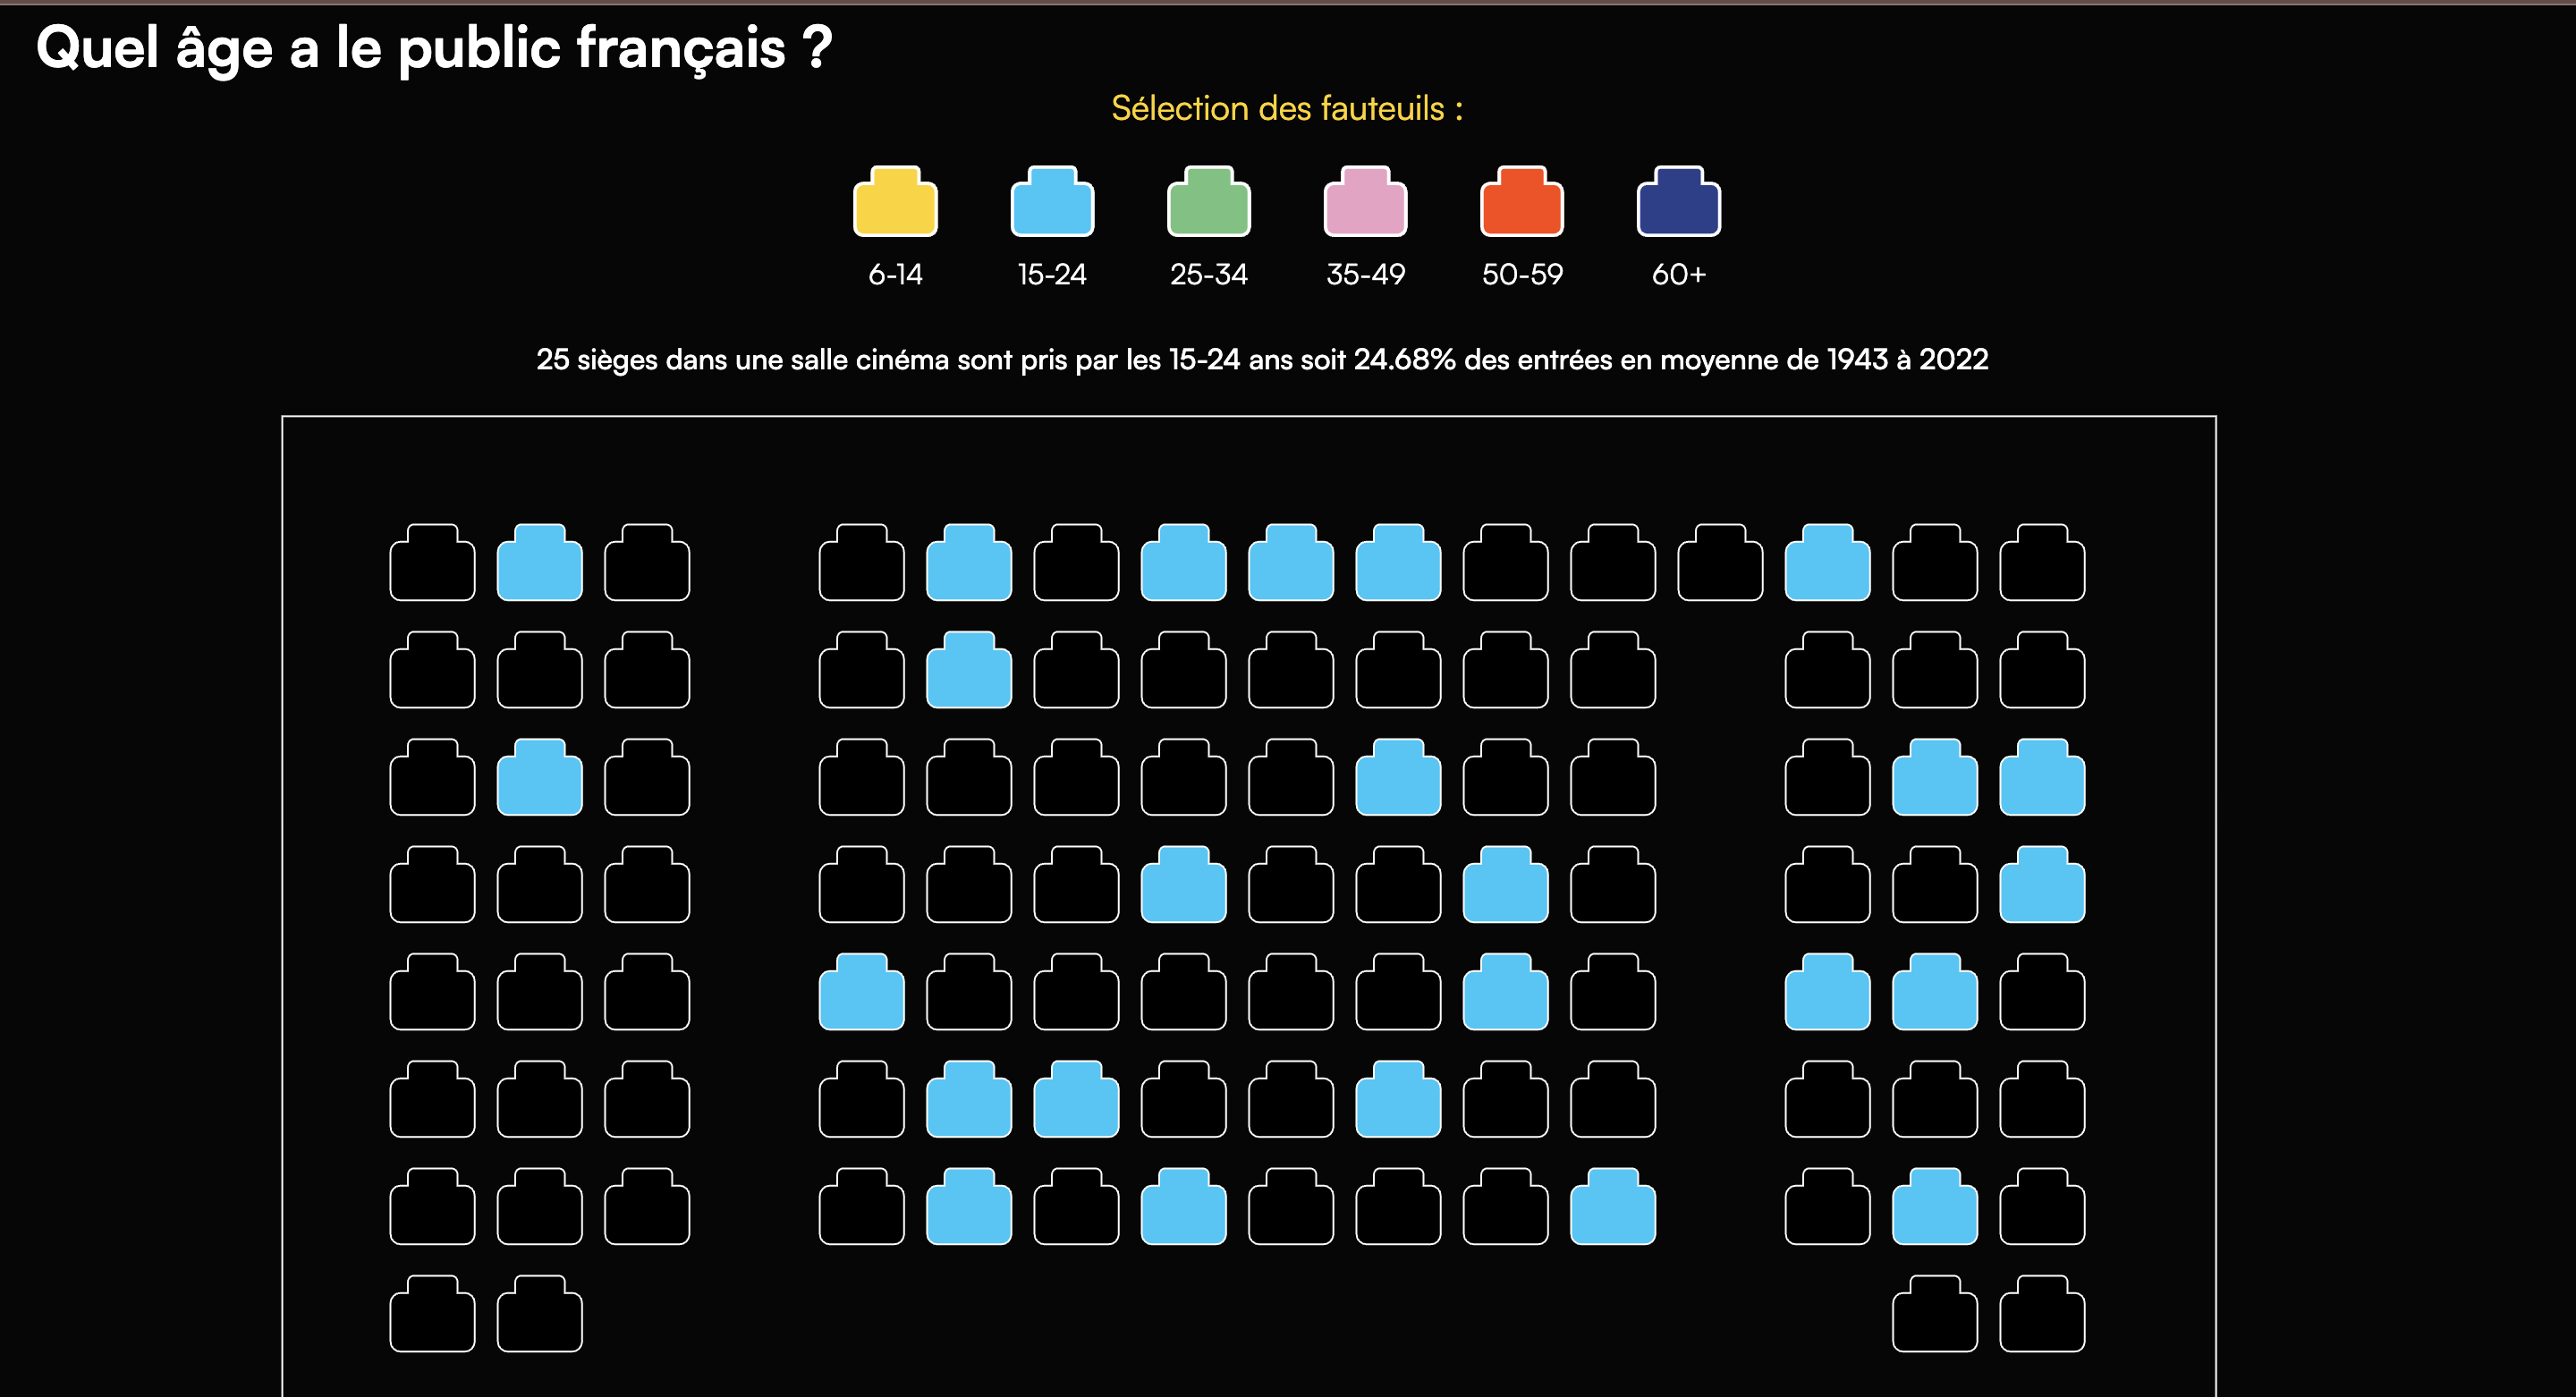 Quel âge a le public français ?
Sélection des fauteuils :
6-14 15-24 25-34 35-49 50-59 60+
25 sièges dans une salle cinéma sont pris par les 15-24 ans soit 24.68% des entrées en moyenne de 1943 à 2022